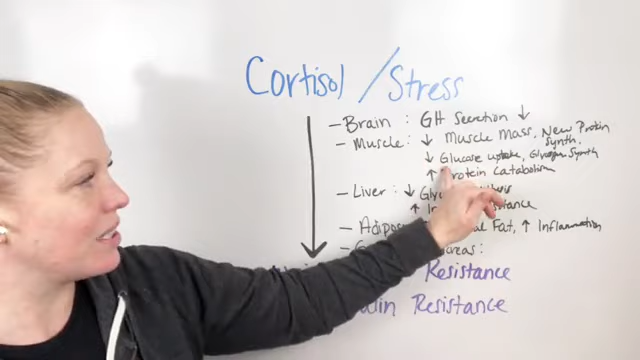 Cortisol / Stress
- Brain : GH Secretion ↓
- Muscle: ↓ Muscle Mass, New Protein Synth,
↓ Glucose uptake, Glycogen Synth
↑ Protein Catabolism
- Liver: ↓
↑
- Adipos Fat, ↑ Inflammation
Resistance
Resistance